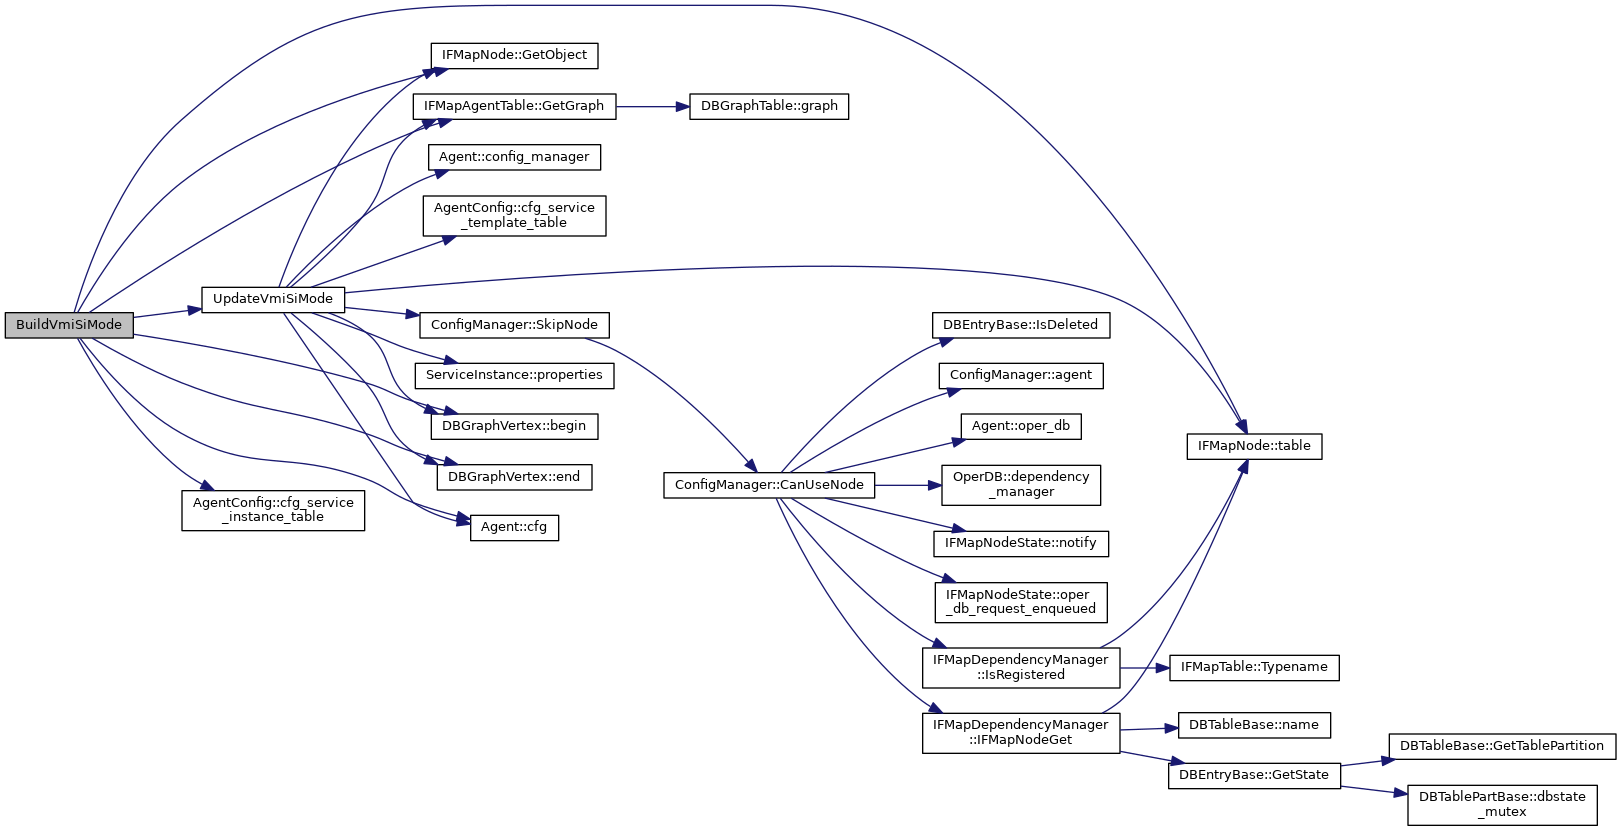 BuildVmiSiMode
UpdateVmiSiMode
AgentConfig::cfg_service
_instance_table
IFMapNode::GetObject
IFMapAgentTable::GetGraph
Agent::config_manager
AgentConfig::cfg_service
_template_table
ConfigManager::SkipNode
ServiceInstance::properties
DBGraphVertex::begin
DBGraphVertex::end
Agent::cfg
DBGraphTable::graph
ConfigManager::CanUseNode
DBEntryBase::IsDeleted
ConfigManager::agent
Agent::oper_db
OperDB::dependency
_manager
IFMapNodeState::notify
IFMapNodeState::oper
_db_request_enqueued
IFMapDependencyManager
::IsRegistered
IFMapDependencyManager
::IFMapNodeGet
IFMapNode::table
IFMapTable::Typename
DBTableBase::name
DBEntryBase::GetState
DBTableBase::GetTablePartition
DBTablePartBase::dbstate
_mutex